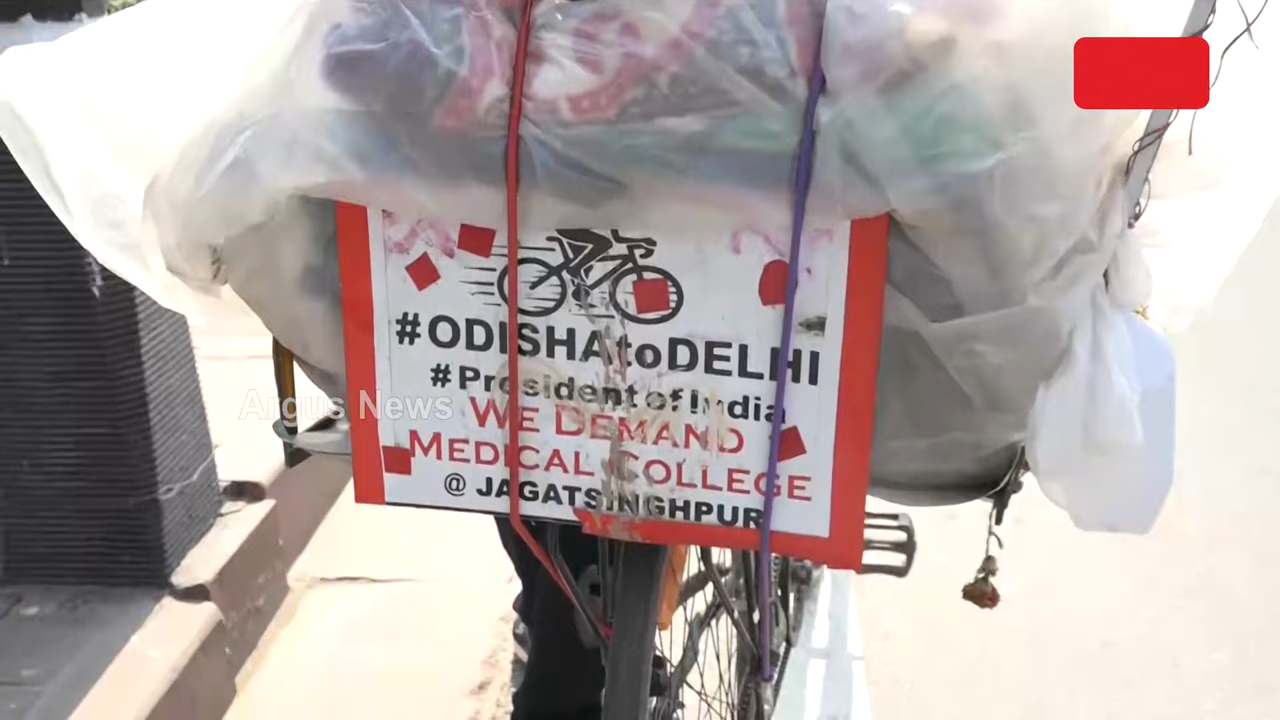 #ODISHAtoDELHI
#President of India
WE DEMAND
MEDICAL COLLEGE
@ JAGATSINGHPUR
Argus News